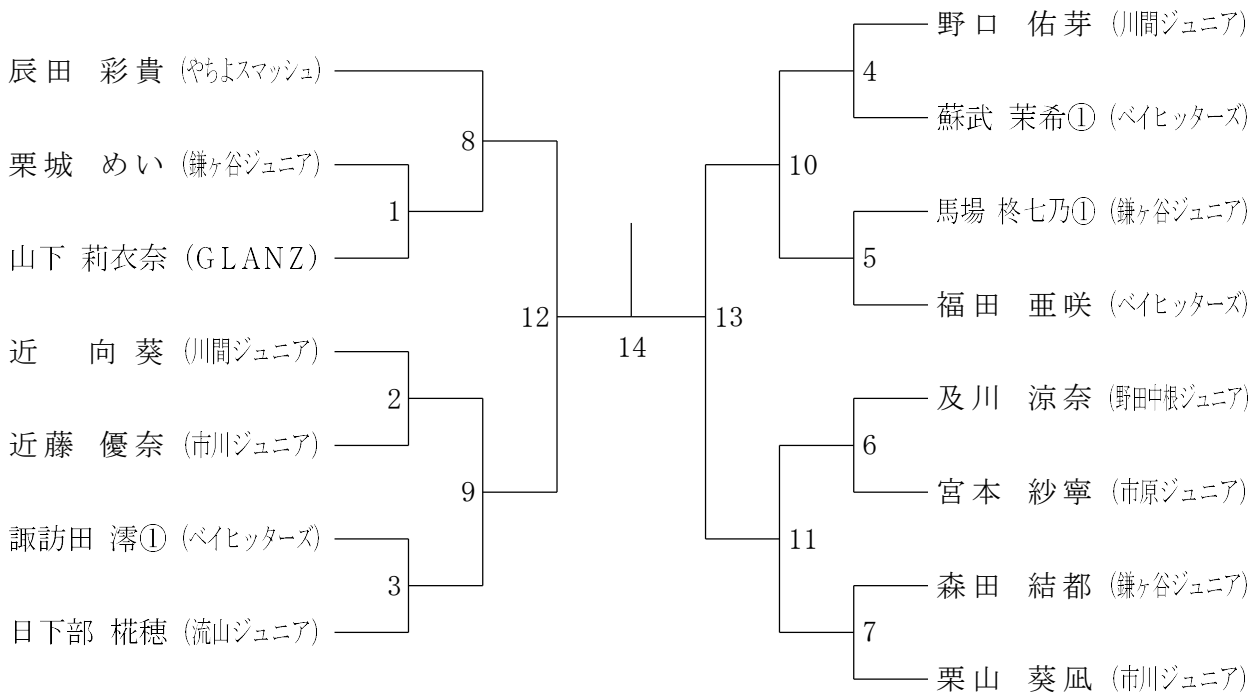 辰田 彩貴 (やちよスマッシュ)
8
栗城 めい (鎌ヶ谷ジュニア)
1
山下 莉衣奈 (GLANZ)
12
近 向葵 (川間ジュニア)
2
近藤 優奈 (市川ジュニア)
9
諏訪田 澪① (ベイヒッターズ)
3
日下部 椛穂 (流山ジュニア)
14
野口 佑芽 (川間ジュニア)
4
蘇武 茉希① (ベイヒッターズ)
10
馬場 柊七乃① (鎌ヶ谷ジュニア)
5
福田 亜咲 (ベイヒッターズ)
13
及川 涼奈 (野田中根ジュニア)
6
宮本 紗寧 (市原ジュニア)
11
森田 結都 (鎌ヶ谷ジュニア)
7
栗山 葵凪 (市川ジュニア)